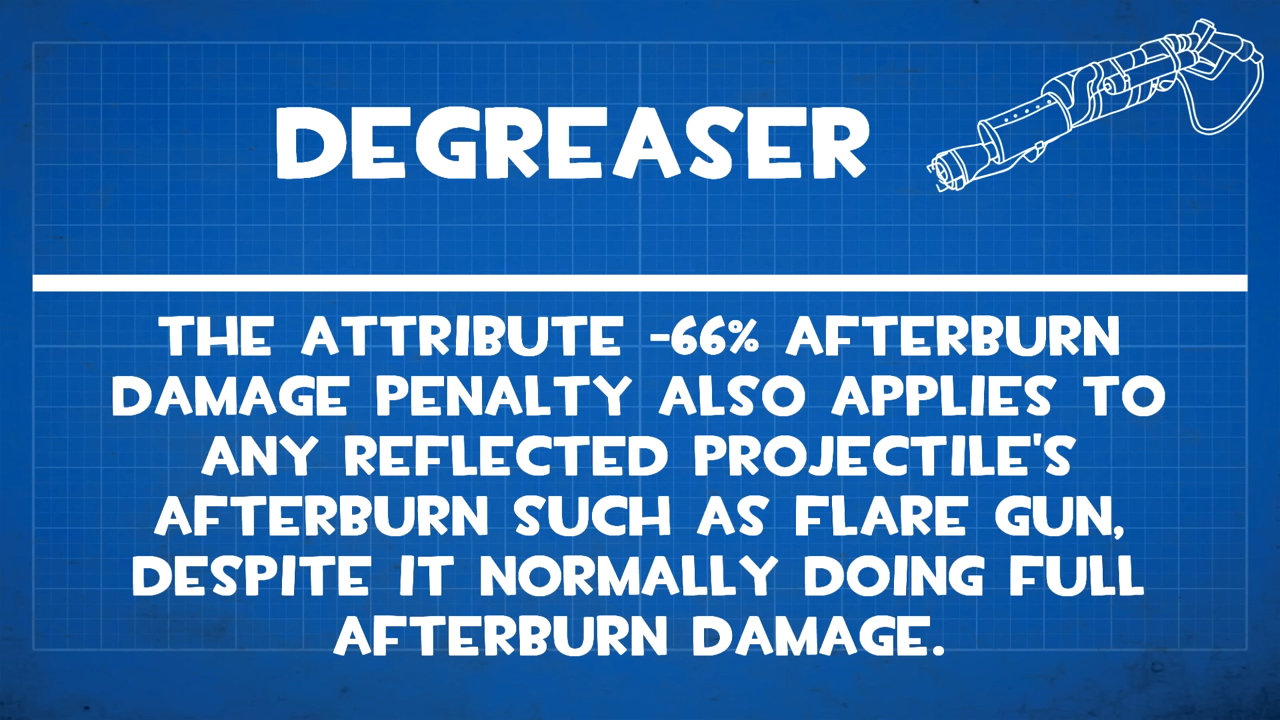 DEGREASER
THE ATTRIBUTE -66% AFTERBURN
DAMAGE PENALTY ALSO APPLIES TO
ANY REFLECTED PROJECTILE'S
AFTERBURN SUCH AS FLARE GUN,
DESPITE IT NORMALLY DOING FULL
AFTERBURN DAMAGE.